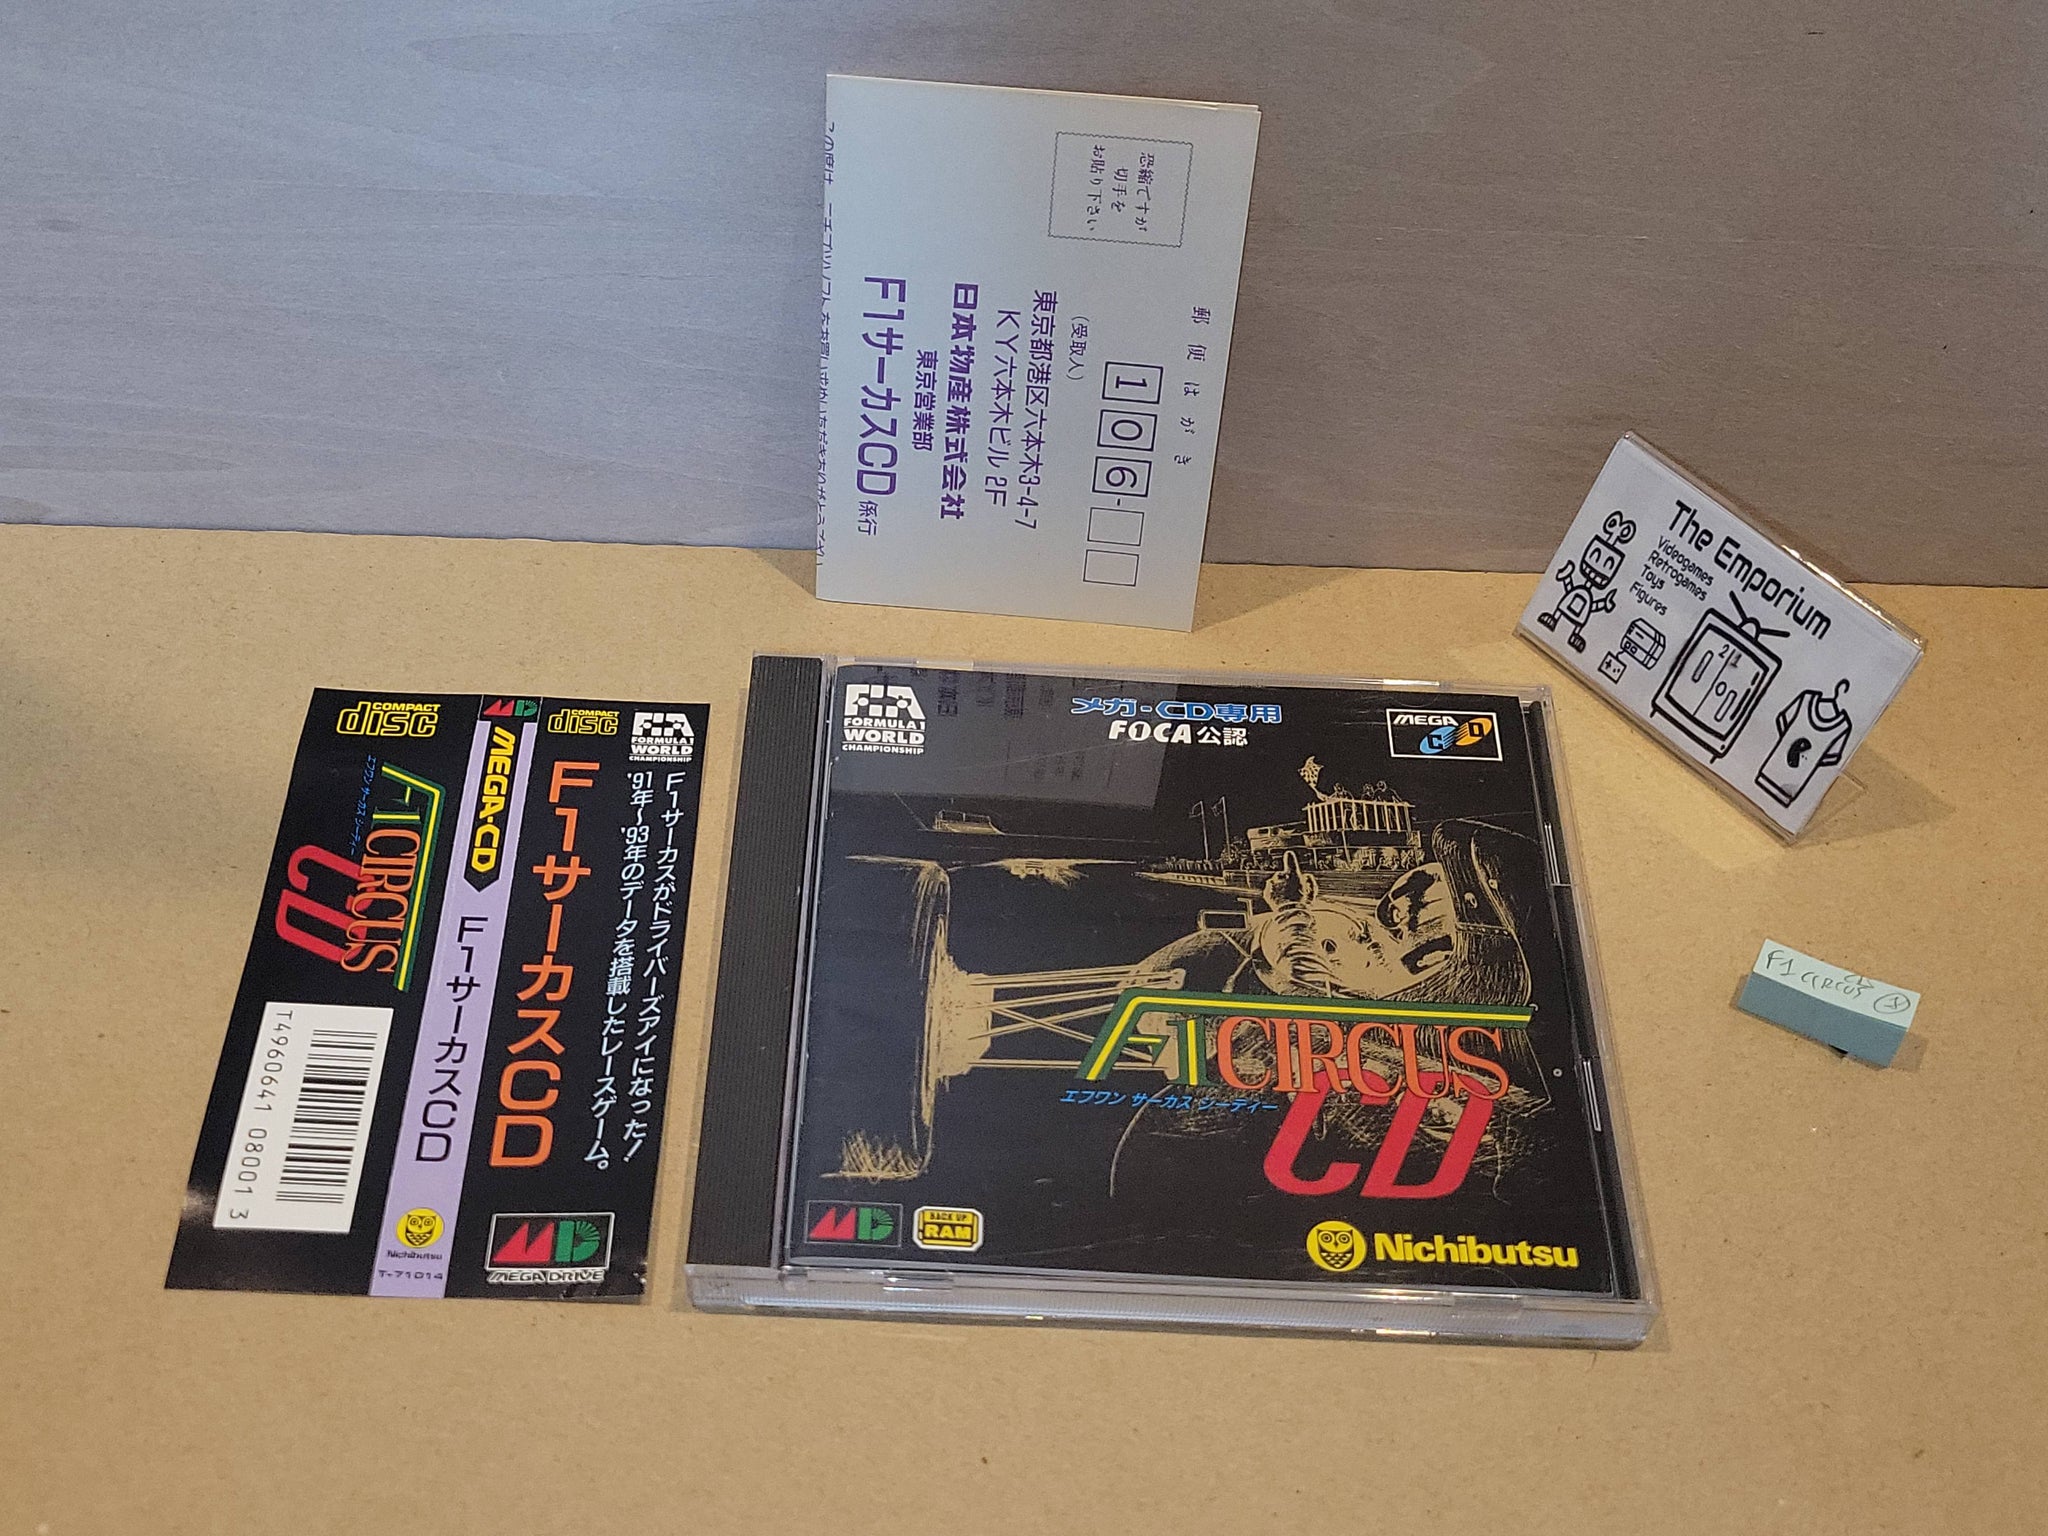 郵便はがき
恐縮ですが
切手を
お貼り下さい
106-
(受取人)
東京都港区六本木3-4-7
KY六本木ビル2F
日本物産株式会社
東京営業部
F1サーカスCD係行
The Emporium
Videogames
Retrogames
Toys
Figures
21
COMPACT
disc
エフワン サーカス シーディー
F1 CIRCUS
CD
T4960641080013
MD
MEGA-CD
F1サーカスCD
Nichibutsu
T-71014
COMPACT
disc
F1サーカスCD
MD
MEGA DRIVE
FIA
FORMULA 1
WORLD
CHAMPIONSHIP
F1サーカスがドライバーズアイになった!
'91年〜'93年のデータを搭載したレースゲーム。
FIA
FORMULA 1
WORLD
CHAMPIONSHIP
メガ-CD専用
FOCA公認
MEGA
CD
F1 CIRCUS
エフワン サーカス シーディー
CD
MD
BACK UP
RAM
Nichibutsu
F1 CIRCUS
CD